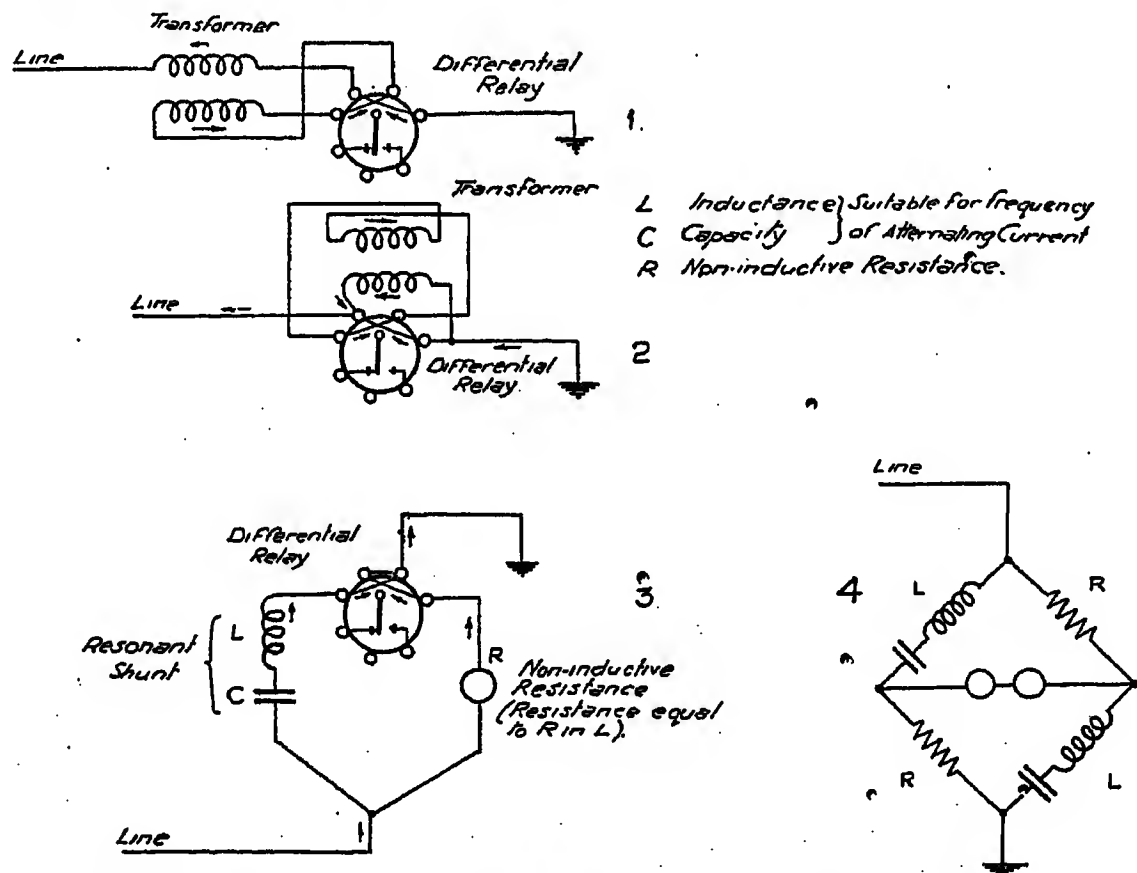 Transformer
Line
Differential
Relay
1.
Transformer
L Inductance } Suitable for frequency
C Capacity } of Alternating Current
R Non-inductive Resistance.
Line
Differential
Relay.
2
Line
Differential
Relay
3
4
L
R
Resonant
Shunt
L
C
R
Non-inductive
Resistance
(Resistance equal
to R in L).
R
L
Line